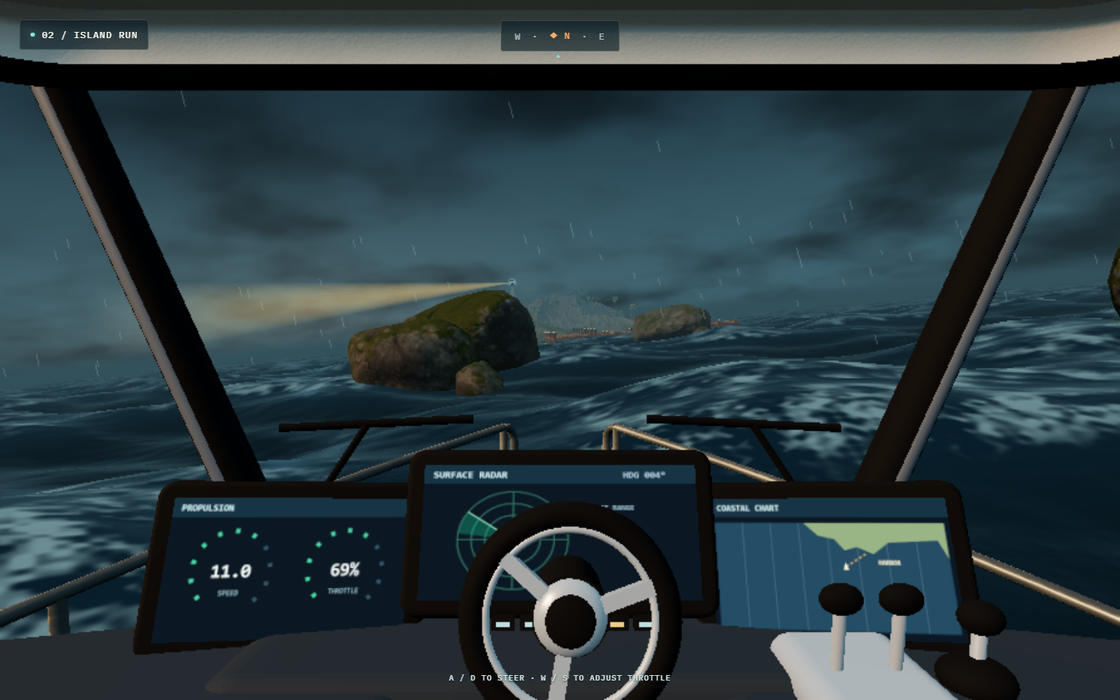 02 / ISLAND RUN
W · ◆ N · E
SURFACE RADAR
HDG 004°
RANGE
PROPULSION
11.0
SPEED
69%
THROTTLE
COASTAL CHART
HARBOR
A / D TO STEER · W / S TO ADJUST THROTTLE